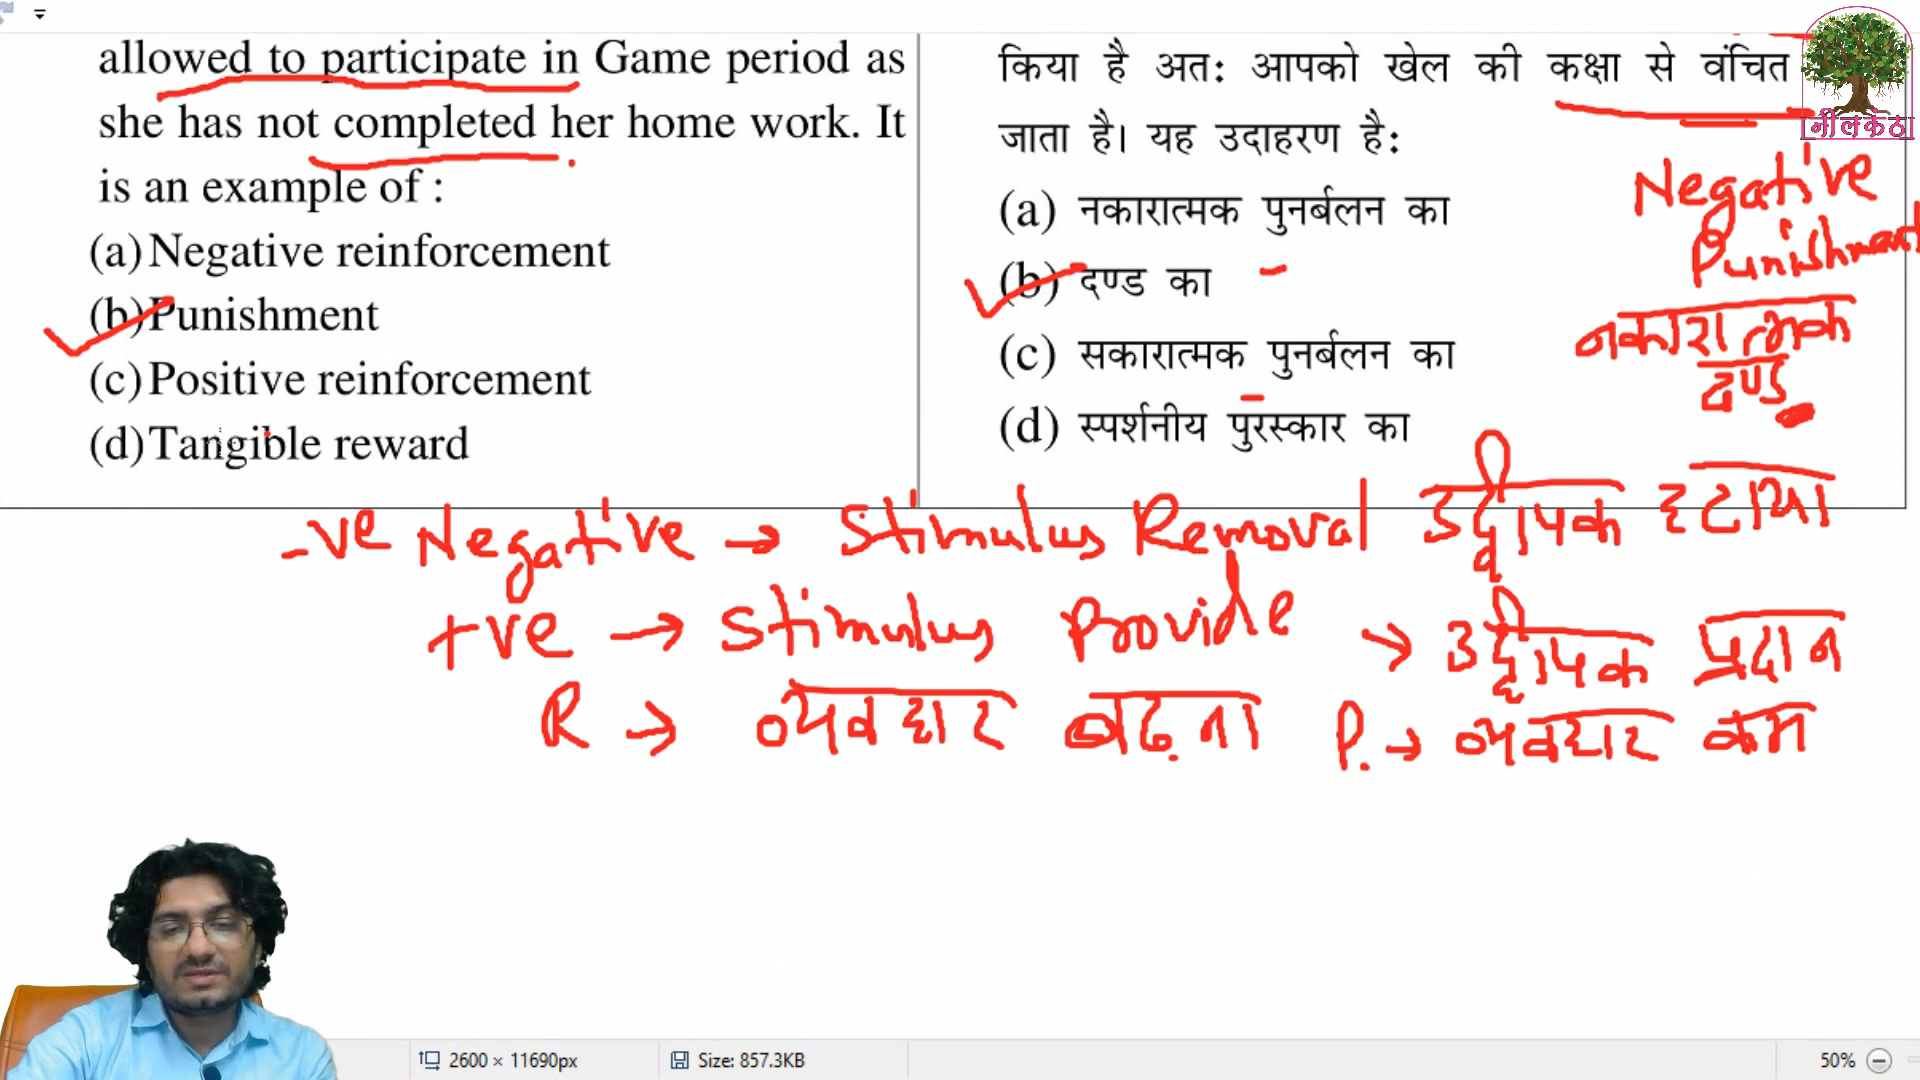 allowed to participate in Game period as
she has not completed her home work. It
is an example of :
(a) Negative reinforcement
(b) Punishment
(c) Positive reinforcement
(d) Tangible reward
किया है अतः आपको खेल की कक्षा से वंचित
जाता है। यह उदाहरण है:
(a) नकारात्मक पुनर्बलन का
(b) दण्ड का
(c) सकारात्मक पुनर्बलन का
(d) स्पर्शनीय पुरस्कार का
नीलकंठ
Negative
Punishment
नकारात्मक
दण्ड
-ve Negative → Stimulus Removal उद्दीपक हटाया
+ve → Stimulus Provide → उद्दीपक प्रदान
R → व्यवहार बढ़ना P. → व्यवहार कम
2600 × 11690px Size: 857.3KB 50%